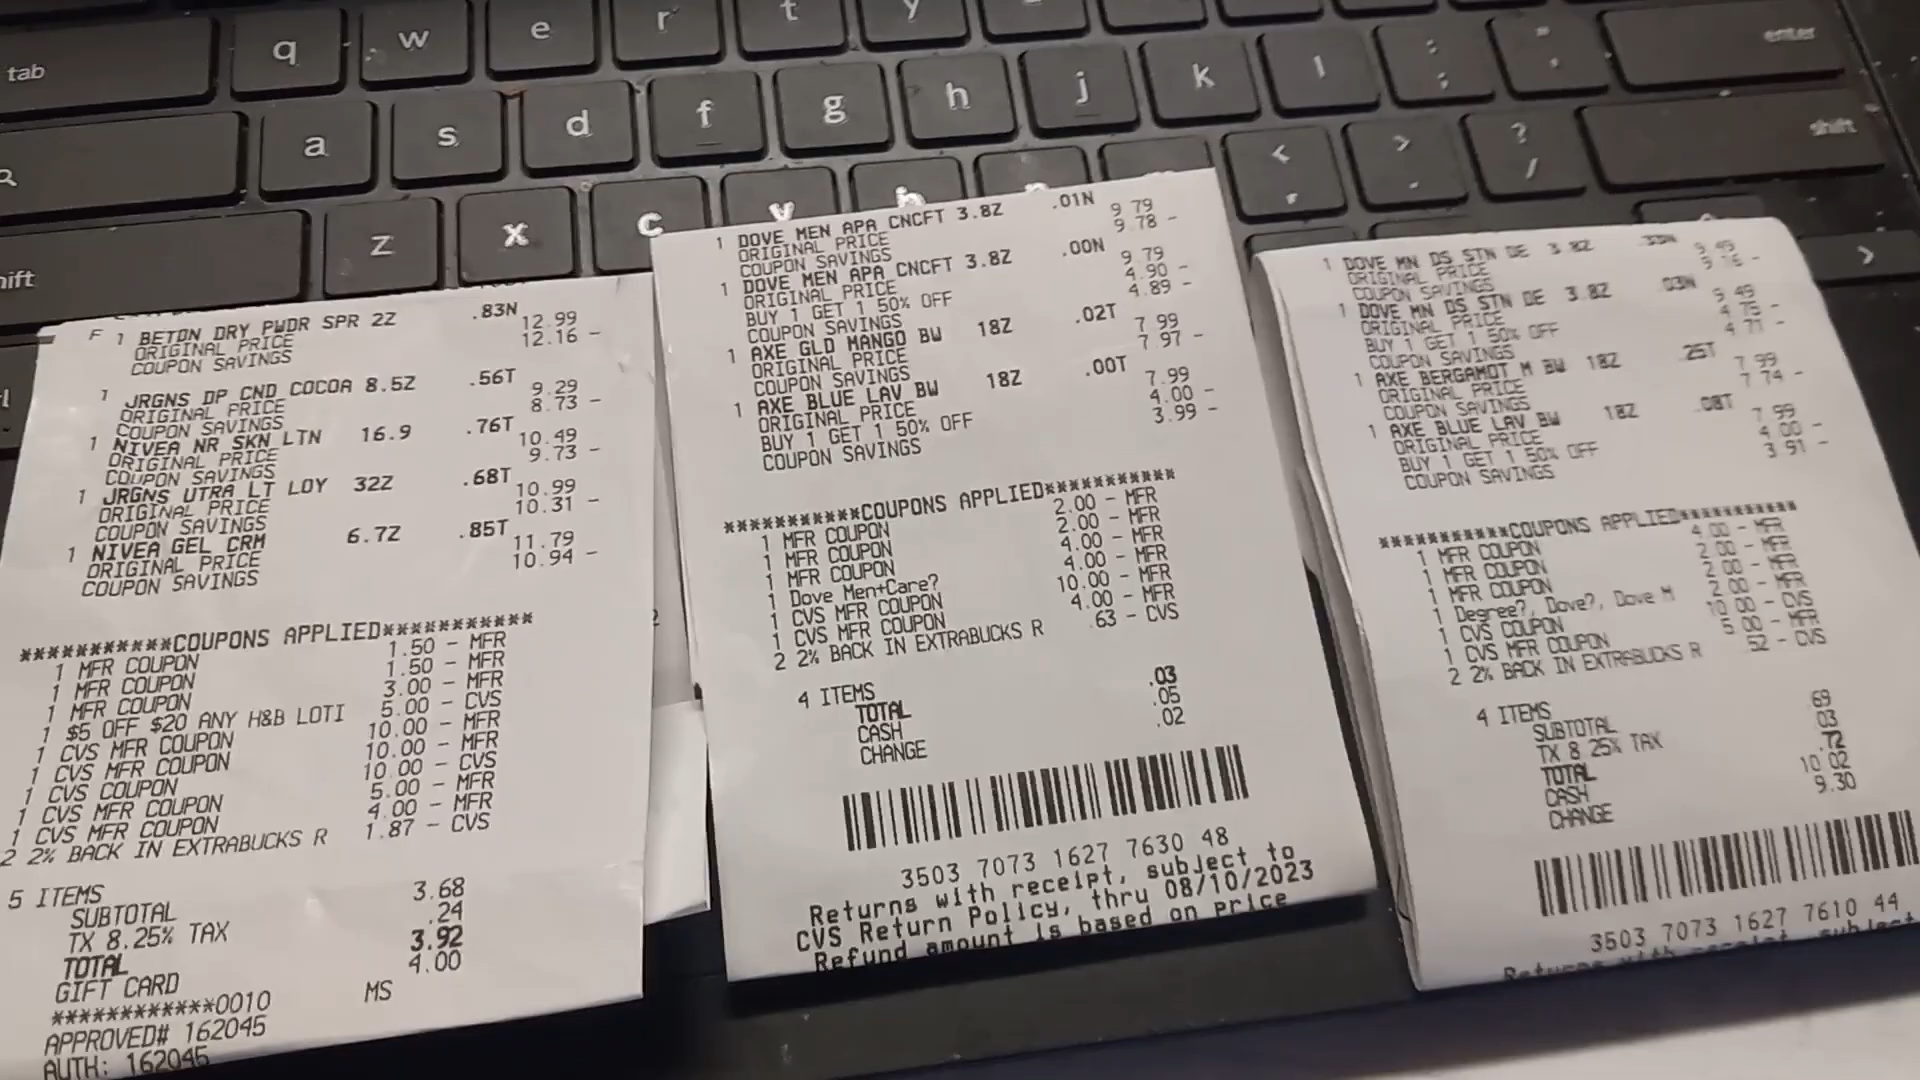 tab q w e r t y
a s d f g h j k l : ; " ' enter
z x c v b < , > . ? / shift
F 1 BETON DRY PWDR SPR 2Z .83N
ORIGINAL PRICE 12.99
COUPON SAVINGS 12.16 -
1 JRGNS DP CND COCOA 8.5Z .56T
ORIGINAL PRICE 9.29
COUPON SAVINGS 8.73 -
1 NIVEA NR SKN LTN 16.9 .76T
ORIGINAL PRICE 10.49
COUPON SAVINGS 9.73 -
1 JRGNS UTRA LT LOY 32Z .68T
ORIGINAL PRICE 10.99
COUPON SAVINGS 10.31 -
1 NIVEA GEL CRM 6.7Z .85T
ORIGINAL PRICE 11.79
COUPON SAVINGS 10.94 -
***********COUPONS APPLIED***********
1 MFR COUPON 1.50 - MFR
1 MFR COUPON 1.50 - MFR
1 MFR COUPON 3.00 - MFR
1 $5 OFF $20 ANY H&B LOTI 5.00 - CVS
1 CVS MFR COUPON 10.00 - MFR
1 CVS MFR COUPON 10.00 - MFR
1 CVS COUPON 10.00 - CVS
1 CVS MFR COUPON 5.00 - MFR
1 CVS MFR COUPON 4.00 - MFR
2 2% BACK IN EXTRABUCKS R 1.87 - CVS
5 ITEMS
SUBTOTAL 3.68
TX 8.25% TAX .24
TOTAL 3.92
GIFT CARD 4.00
************0010 MS
APPROVED# 162045
AUTH: 162045
1 DOVE MEN APA CNCFT 3.8Z .01N
ORIGINAL PRICE 9.79
COUPON SAVINGS 9.78 -
1 DOVE MEN APA CNCFT 3.8Z .00N
ORIGINAL PRICE 9.79
BUY 1 GET 1 50% OFF 4.90 -
COUPON SAVINGS 4.89 -
1 AXE GLD MANGO BW 18Z .02T
ORIGINAL PRICE 7.99
COUPON SAVINGS 7.97 -
1 AXE BLUE LAV BW 18Z .00T
ORIGINAL PRICE 7.99
BUY 1 GET 1 50% OFF 4.00 -
COUPON SAVINGS 3.99 -
***********COUPONS APPLIED***********
1 MFR COUPON 2.00 - MFR
1 MFR COUPON 2.00 - MFR
1 MFR COUPON 4.00 - MFR
1 Dove Men+Care? 4.00 - MFR
1 CVS MFR COUPON 10.00 - MFR
1 CVS MFR COUPON 4.00 - MFR
2 2% BACK IN EXTRABUCKS R .63 - CVS
4 ITEMS
TOTAL .03
CASH .05
CHANGE .02
3503 7073 1627 7630 48
Returns with receipt, subject to
CVS Return Policy, thru 08/10/2023
Refund amount is based on price
1 DOVE MN DS STN DE 3.8Z .33N
ORIGINAL PRICE 9.49
COUPON SAVINGS 9.16 -
1 DOVE MN DS STN DE 3.8Z .03N
ORIGINAL PRICE 9.49
BUY 1 GET 1 50% OFF 4.75 -
COUPON SAVINGS 4.71 -
1 AXE BERGAMOT M BW 18Z .25T
ORIGINAL PRICE 7.99
COUPON SAVINGS 7.74 -
1 AXE BLUE LAV BW 18Z .08T
ORIGINAL PRICE 7.99
BUY 1 GET 1 50% OFF 4.00 -
COUPON SAVINGS 3.91 -
***********COUPONS APPLIED***********
1 MFR COUPON 4.00 - MFR
1 MFR COUPON 2.00 - MFR
1 MFR COUPON 2.00 - MFR
1 Degree?, Dove?, Dove M 2.00 - MFR
1 CVS COUPON 10.00 - CVS
1 CVS MFR COUPON 5.00 - MFR
2 2% BACK IN EXTRABUCKS R .52 - CVS
4 ITEMS
SUBTOTAL .69
TX 8.25% TAX .03
TOTAL .72
CASH 10.02
CHANGE 9.30
3503 7073 1627 7610 44
Returns with receipt, subject